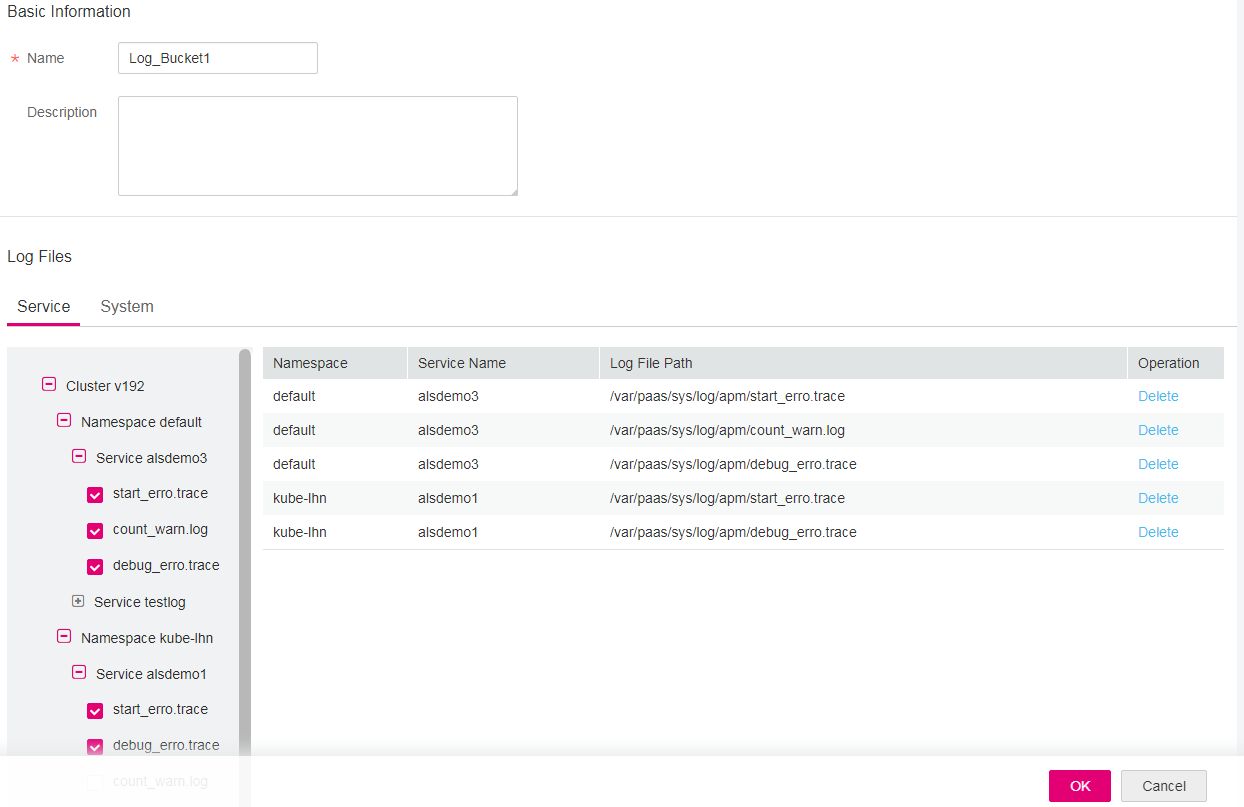 Basic Information
* Name Log_Bucket1
Description
Log Files
Service System
Cluster v192
Namespace default
Service alsdemo3
start_erro.trace
count_warn.log
debug_erro.trace
Service testlog
Namespace kube-lhn
Service alsdemo1
start_erro.trace
debug_erro.trace
count_warn.log
Namespace Service Name Log File Path Operation
default alsdemo3 /var/paas/sys/log/apm/start_erro.trace Delete
default alsdemo3 /var/paas/sys/log/apm/count_warn.log Delete
default alsdemo3 /var/paas/sys/log/apm/debug_erro.trace Delete
kube-lhn alsdemo1 /var/paas/sys/log/apm/start_erro.trace Delete
kube-lhn alsdemo1 /var/paas/sys/log/apm/debug_erro.trace Delete
OK Cancel